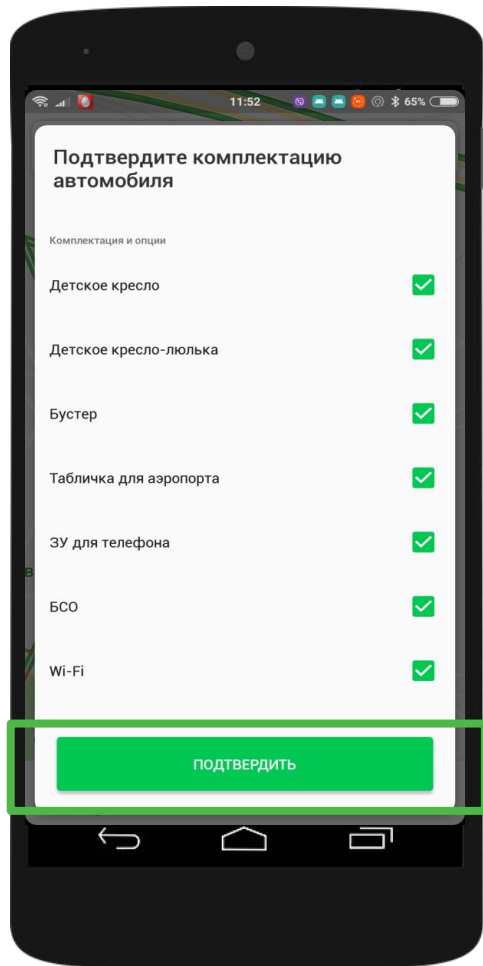 11:52
65%
Подтвердите комплектацию
автомобиля
Комплектация и опции
Детское кресло
Детское кресло-люлька
Бустер
Табличка для аэропорта
ЗУ для телефона
В
БСО
Wi-Fi
ПОДТВЕРДИТЬ